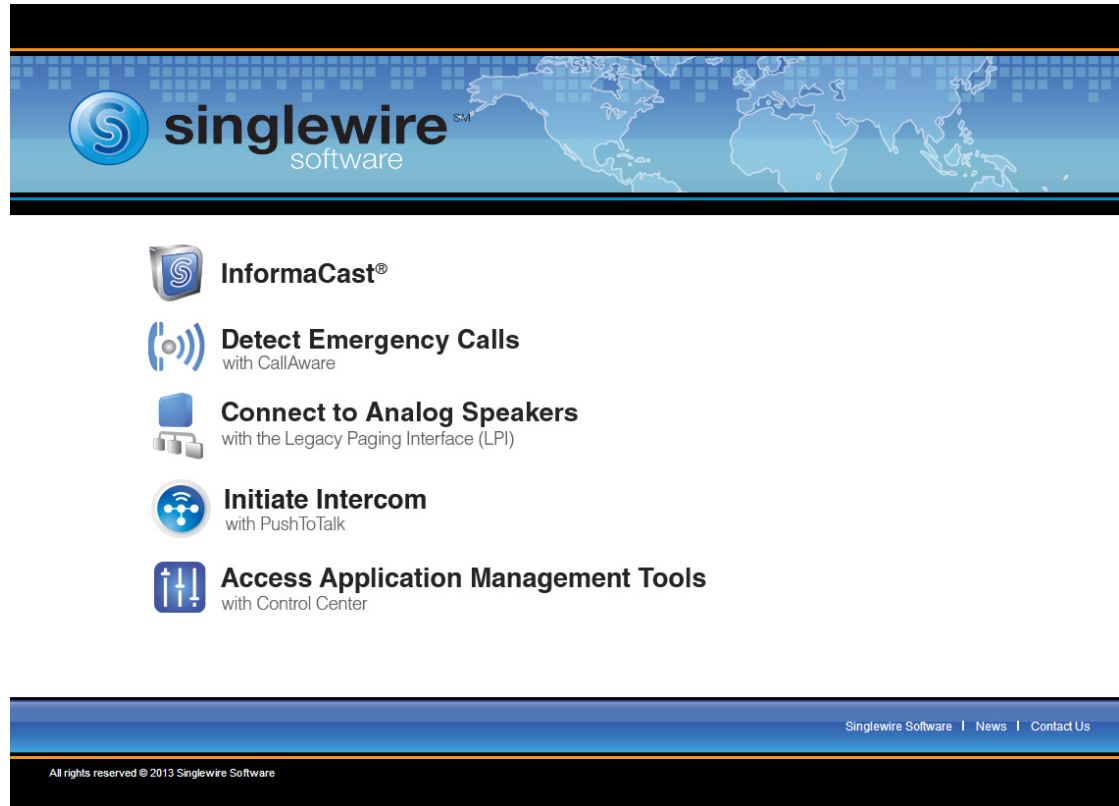 singlewire℠
software
InformaCast®
Detect Emergency Calls
with CallAware
Connect to Analog Speakers
with the Legacy Paging Interface (LPI)
Initiate Intercom
with PushToTalk
Access Application Management Tools
with Control Center
Singlewire Software | News | Contact Us
All rights reserved © 2013 Singlewire Software